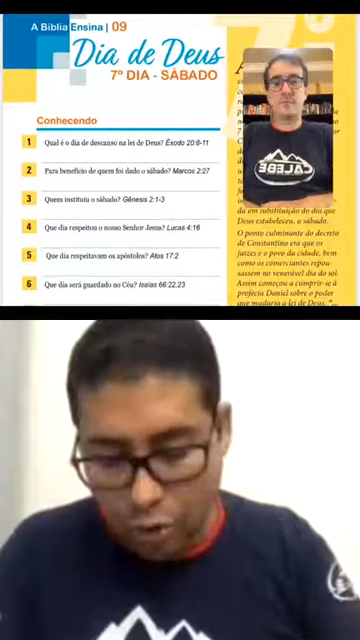 A Bíblia Ensina | 09
Dia de Deus
7º DIA - SÁBADO
Conhecendo
1 Qual é o dia de descanso na lei de Deus? Êxodo 20:8-11
2 Para benefício de quem foi dado o sábado? Marcos 2:27
3 Quem instituiu o sábado? Gênesis 2:1-3
4 Que dia respeitou o nosso Senhor Jesus? Lucas 4:16
5 Que dia respeitavam os apóstolos? Atos 17:2
6 Que dia será guardado no Céu? Isaías 66:22,23
CALEBE
da em substituição do dia que
Deus estabeleceu, o sábado.
O ponto culminante do decreto
de Constantino era que os
juízes e o povo da cidade, bem
como os comerciantes repou-
sassem no venerável dia do sol.
Assim começou a cumprir-se a
profecia Daniel sobre o poder
que mudaria a lei de Deus. "...